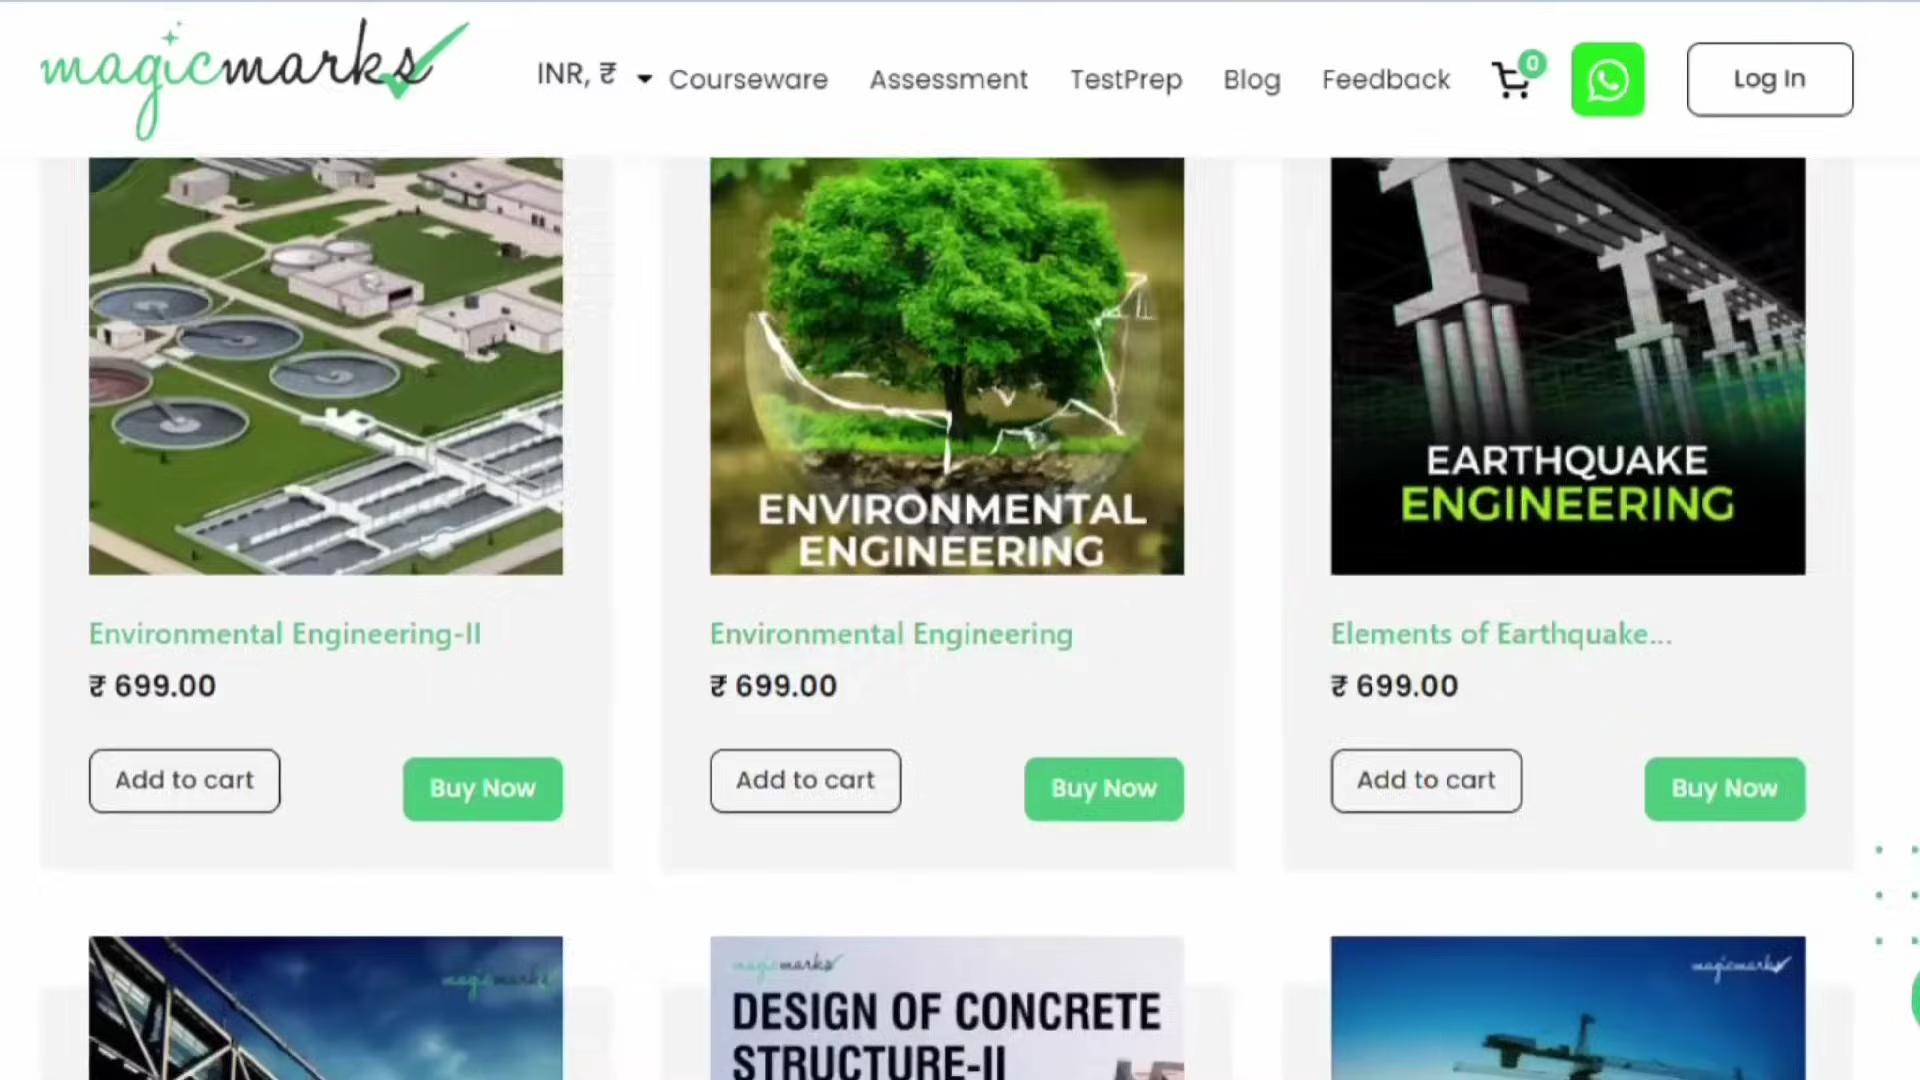 magicmarks
INR, ₹ Courseware Assessment TestPrep Blog Feedback 0 Log In
ENVIRONMENTAL
ENGINEERING
EARTHQUAKE
ENGINEERING
Environmental Engineering-II
₹ 699.00
Add to cart Buy Now
Environmental Engineering
₹ 699.00
Add to cart Buy Now
Elements of Earthquake...
₹ 699.00
Add to cart Buy Now
magicmarks
magicmarks
DESIGN OF CONCRETE
STRUCTURE-II
magicmarks